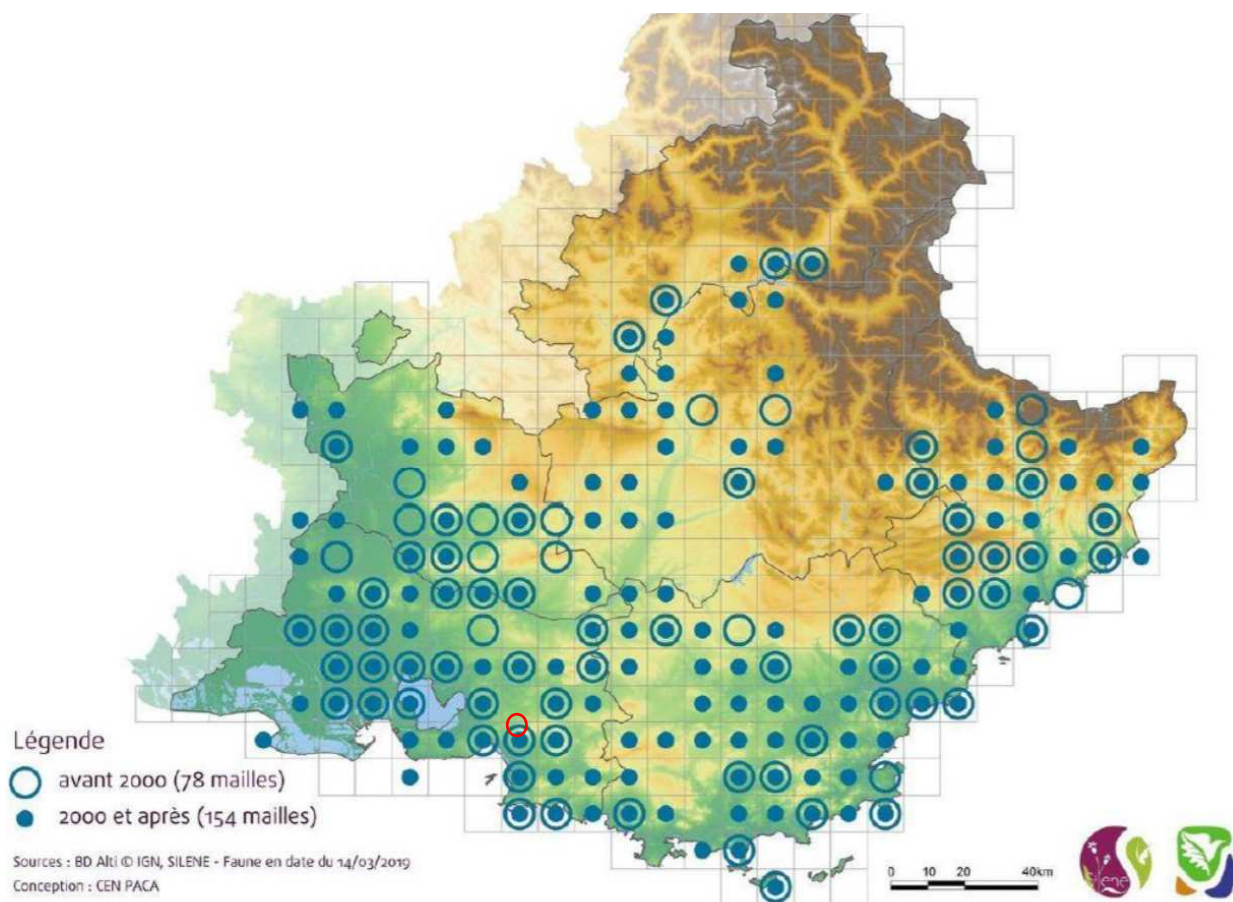 Légende
avant 2000 (78 mailles)
2000 et après (154 mailles)
Sources : BD Alti © IGN, SILENE - Faune en date du 14/03/2019
Conception : CEN PACA
0 10 20 40km
silene